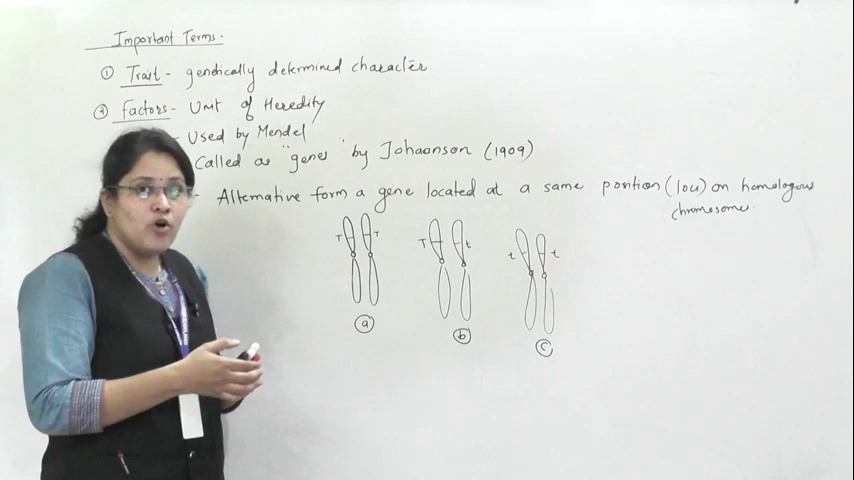 Important Terms.
① Trait - genetically determined character
② Factors - Unit of Heredity
- Used by Mendel
Called as "genes" by Johaanson (1909)
- Alternative form a gene located at a same position (loci) on homologous
chromosome.
T T T t t t
ⓐ ⓑ ⓒ